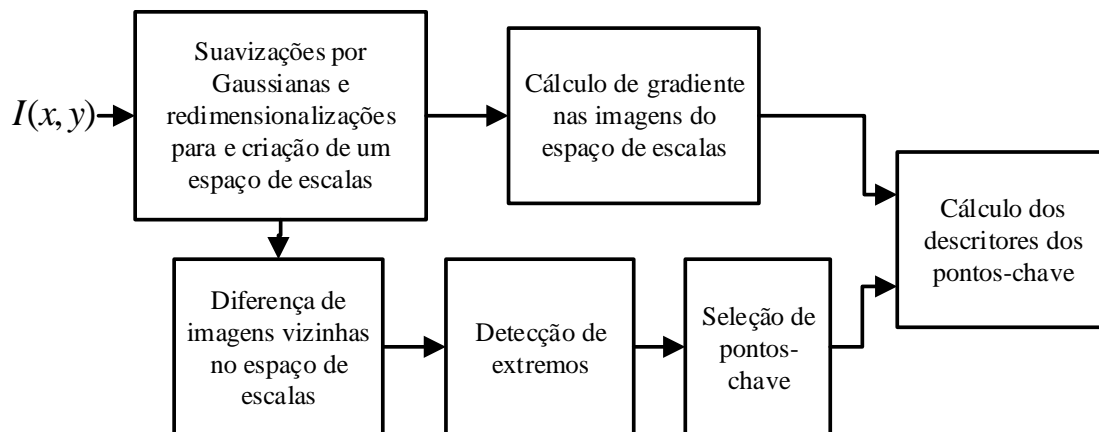 I(x, y)
Suavizações por
Gaussianas e
redimensionalizações
para e criação de um
espaço de escalas
Cálculo de gradiente
nas imagens do
espaço de escalas
Cálculo dos
descritores dos
pontos-chave
Diferença de
imagens vizinhas
no espaço de
escalas
Detecção de
extremos
Seleção de
pontos-
chave